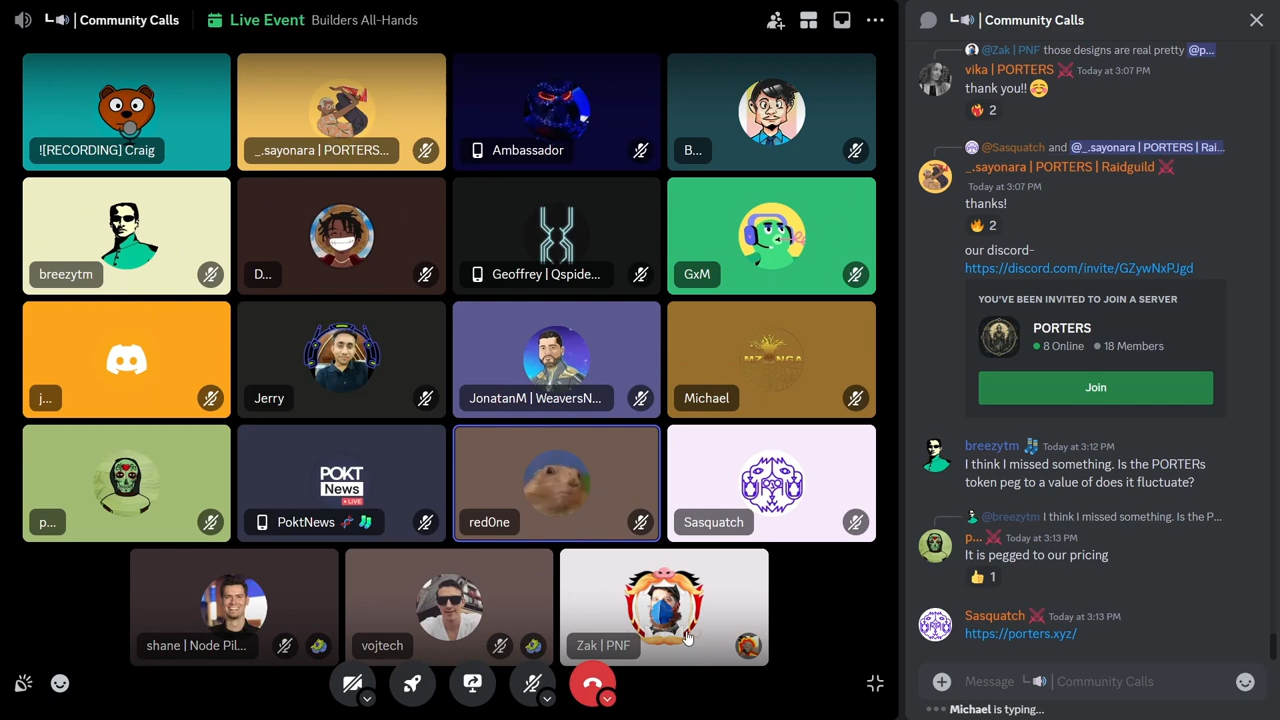 ┗🔊 | Community Calls
Live Event Builders All-Hands
![RECORDING] Craig
_.sayonara | PORTERS...
Ambassador
B...
breezytm
D...
Geoffrey | Qspide...
GxM
j...
Jerry
JonatanM | WeaversN...
MZONGA
Michael
p...
POKT
News
LIVE
PoktNews 🧬 🧦
red0ne
Sasquatch
shane | Node Pil...
vojtech
Zak | PNF
┗🔊 | Community Calls
@Zak | PNF those designs are real pretty @p...
vika | PORTERS ⚔ Today at 3:07 PM
thank you!! ☺️
2
@Sasquatch and @_.sayonara | PORTERS | Rai...
_.sayonara | PORTERS | Raidguild ⚔
Today at 3:07 PM
thanks!
🔥 2
our discord-
https://discord.com/invite/GZywNxPJgd
YOU'VE BEEN INVITED TO JOIN A SERVER
PORTERS
8 Online 18 Members
Join
breezytm 🧦 Today at 3:12 PM
I think I missed something. Is the PORTERs
token peg to a value of does it fluctuate?
@breezytm I think I missed something. Is the P...
p... ⚔ Today at 3:13 PM
It is pegged to our pricing
👍 1
Sasquatch ⚔ Today at 3:13 PM
https://porters.xyz/
Message ┗🔊 | Community Calls
Michael is typing...